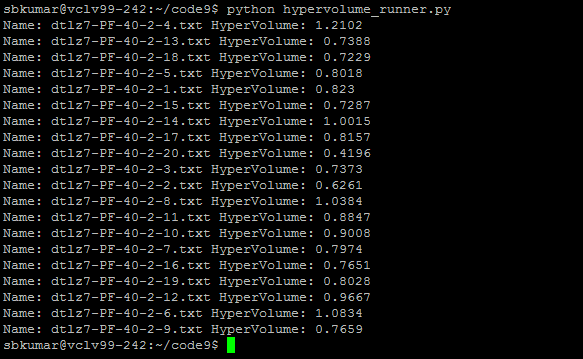 sbkumar@vclv99-242:~/code9$ python hypervolume_runner.py
Name: dtlz7-PF-40-2-4.txt HyperVolume: 1.2102
Name: dtlz7-PF-40-2-13.txt HyperVolume: 0.7388
Name: dtlz7-PF-40-2-18.txt HyperVolume: 0.7229
Name: dtlz7-PF-40-2-5.txt HyperVolume: 0.8018
Name: dtlz7-PF-40-2-1.txt HyperVolume: 0.823
Name: dtlz7-PF-40-2-15.txt HyperVolume: 0.7287
Name: dtlz7-PF-40-2-14.txt HyperVolume: 1.0015
Name: dtlz7-PF-40-2-17.txt HyperVolume: 0.8157
Name: dtlz7-PF-40-2-20.txt HyperVolume: 0.4196
Name: dtlz7-PF-40-2-3.txt HyperVolume: 0.7373
Name: dtlz7-PF-40-2-2.txt HyperVolume: 0.6261
Name: dtlz7-PF-40-2-8.txt HyperVolume: 1.0384
Name: dtlz7-PF-40-2-11.txt HyperVolume: 0.8847
Name: dtlz7-PF-40-2-10.txt HyperVolume: 0.9008
Name: dtlz7-PF-40-2-7.txt HyperVolume: 0.7974
Name: dtlz7-PF-40-2-16.txt HyperVolume: 0.7651
Name: dtlz7-PF-40-2-19.txt HyperVolume: 0.8028
Name: dtlz7-PF-40-2-12.txt HyperVolume: 0.9667
Name: dtlz7-PF-40-2-6.txt HyperVolume: 1.0834
Name: dtlz7-PF-40-2-9.txt HyperVolume: 0.7659
sbkumar@vclv99-242:~/code9$